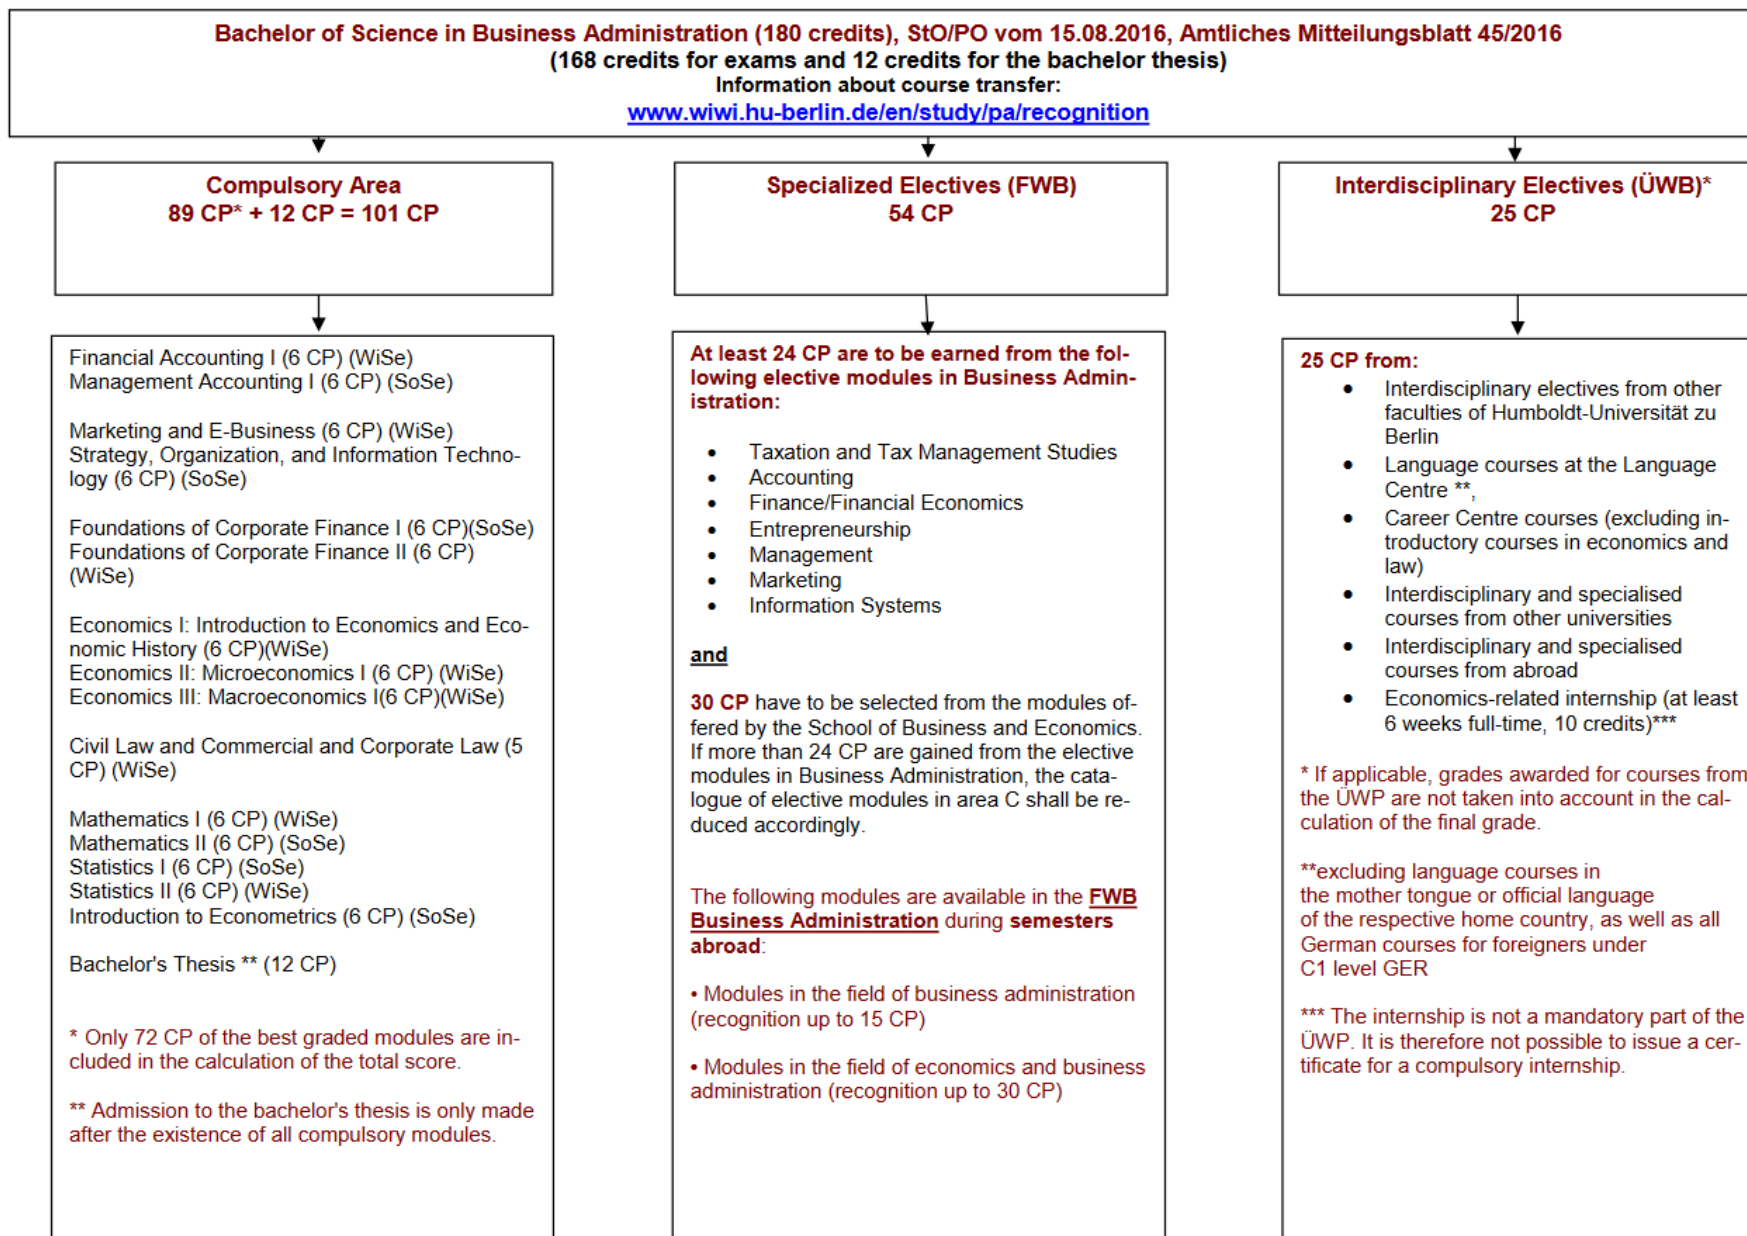 Bachelor of Science in Business Administration (180 credits), StO/PO vom 15.08.2016, Amtliches Mitteilungsblatt 45/2016
(168 credits for exams and 12 credits for the bachelor thesis)
Information about course transfer:
www.wiwi.hu-berlin.de/en/study/pa/recognition
Compulsory Area
89 CP* + 12 CP = 101 CP
Financial Accounting I (6 CP) (WiSe)
Management Accounting I (6 CP) (SoSe)
Marketing and E-Business (6 CP) (WiSe)
Strategy, Organization, and Information Techno-
logy (6 CP) (SoSe)
Foundations of Corporate Finance I (6 CP)(SoSe)
Foundations of Corporate Finance II (6 CP)
(WiSe)
Economics I: Introduction to Economics and Eco-
nomic History (6 CP)(WiSe)
Economics II: Microeconomics I (6 CP) (WiSe)
Economics III: Macroeconomics I(6 CP)(WiSe)
Civil Law and Commercial and Corporate Law (5
CP) (WiSe)
Mathematics I (6 CP) (WiSe)
Mathematics II (6 CP) (SoSe)
Statistics I (6 CP) (SoSe)
Statistics II (6 CP) (WiSe)
Introduction to Econometrics (6 CP) (SoSe)
Bachelor's Thesis ** (12 CP)
* Only 72 CP of the best graded modules are in-
cluded in the calculation of the total score.
** Admission to the bachelor's thesis is only made
after the existence of all compulsory modules.
Specialized Electives (FWB)
54 CP
At least 24 CP are to be earned from the fol-
lowing elective modules in Business Admin-
istration:
• Taxation and Tax Management Studies
• Accounting
• Finance/Financial Economics
• Entrepreneurship
• Management
• Marketing
• Information Systems
and
30 CP have to be selected from the modules of-
fered by the School of Business and Economics.
If more than 24 CP are gained from the elective
modules in Business Administration, the cata-
logue of elective modules in area C shall be re-
duced accordingly.
The following modules are available in the FWB
Business Administration during semesters
abroad:
• Modules in the field of business administration
(recognition up to 15 CP)
• Modules in the field of economics and business
administration (recognition up to 30 CP)
Interdisciplinary Electives (ÜWB)*
25 CP
25 CP from:
• Interdisciplinary electives from other
faculties of Humboldt-Universität zu
Berlin
• Language courses at the Language
Centre **,
• Career Centre courses (excluding in-
troductory courses in economics and
law)
• Interdisciplinary and specialised
courses from other universities
• Interdisciplinary and specialised
courses from abroad
• Economics-related internship (at least
6 weeks full-time, 10 credits)***
* If applicable, grades awarded for courses from
the ÜWP are not taken into account in the cal-
culation of the final grade.
**excluding language courses in
the mother tongue or official language
of the respective home country, as well as all
German courses for foreigners under
C1 level GER
*** The internship is not a mandatory part of the
ÜWP. It is therefore not possible to issue a cer-
tificate for a compulsory internship.